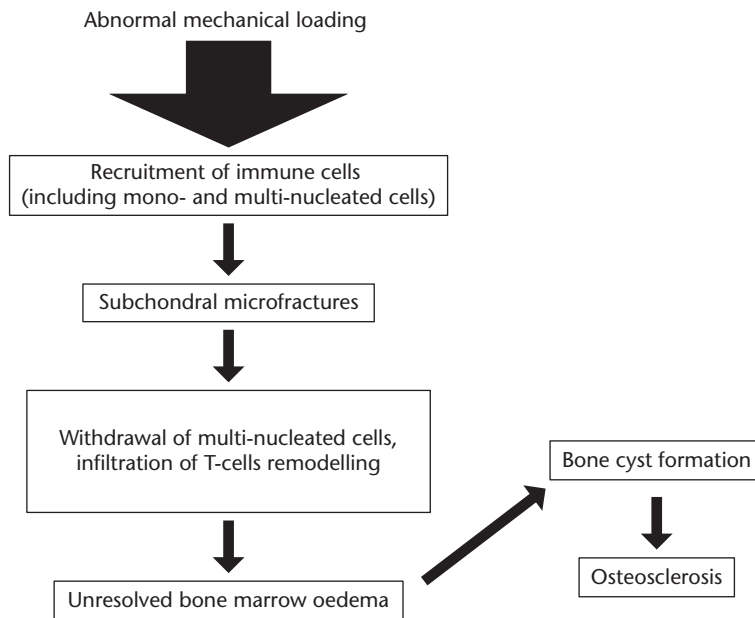 Abnormal mechanical loading
Recruitment of immune cells
(including mono- and multi-nucleated cells)
Subchondral microfractures
Withdrawal of multi-nucleated cells,
infiltration of T-cells remodelling
Unresolved bone marrow oedema
Bone cyst formation
Osteosclerosis